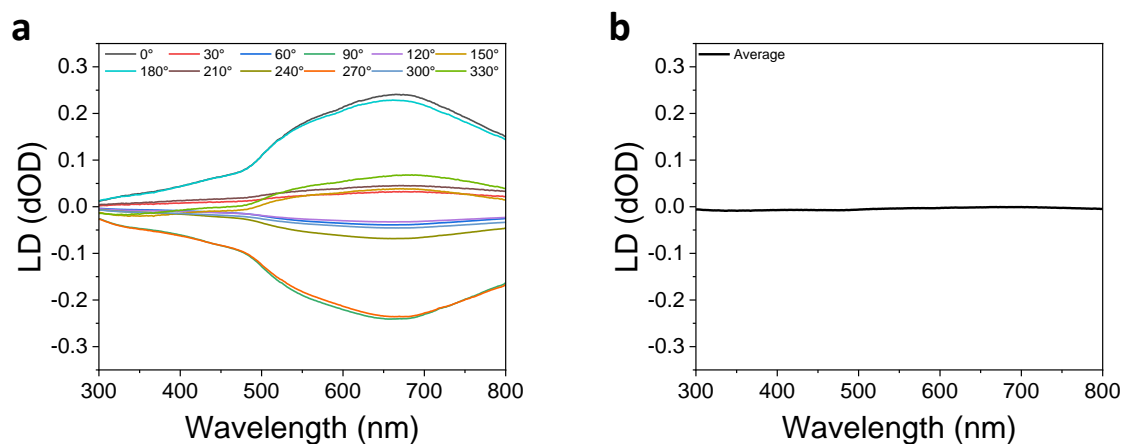 a
0° 30° 60° 90° 120° 150°
180° 210° 240° 270° 300° 330°
0.3
0.2
0.1
0.0
-0.1
-0.2
-0.3
LD (dOD)
300 400 500 600 700 800
Wavelength (nm)
b
Average
0.3
0.2
0.1
0.0
-0.1
-0.2
-0.3
LD (dOD)
300 400 500 600 700 800
Wavelength (nm)